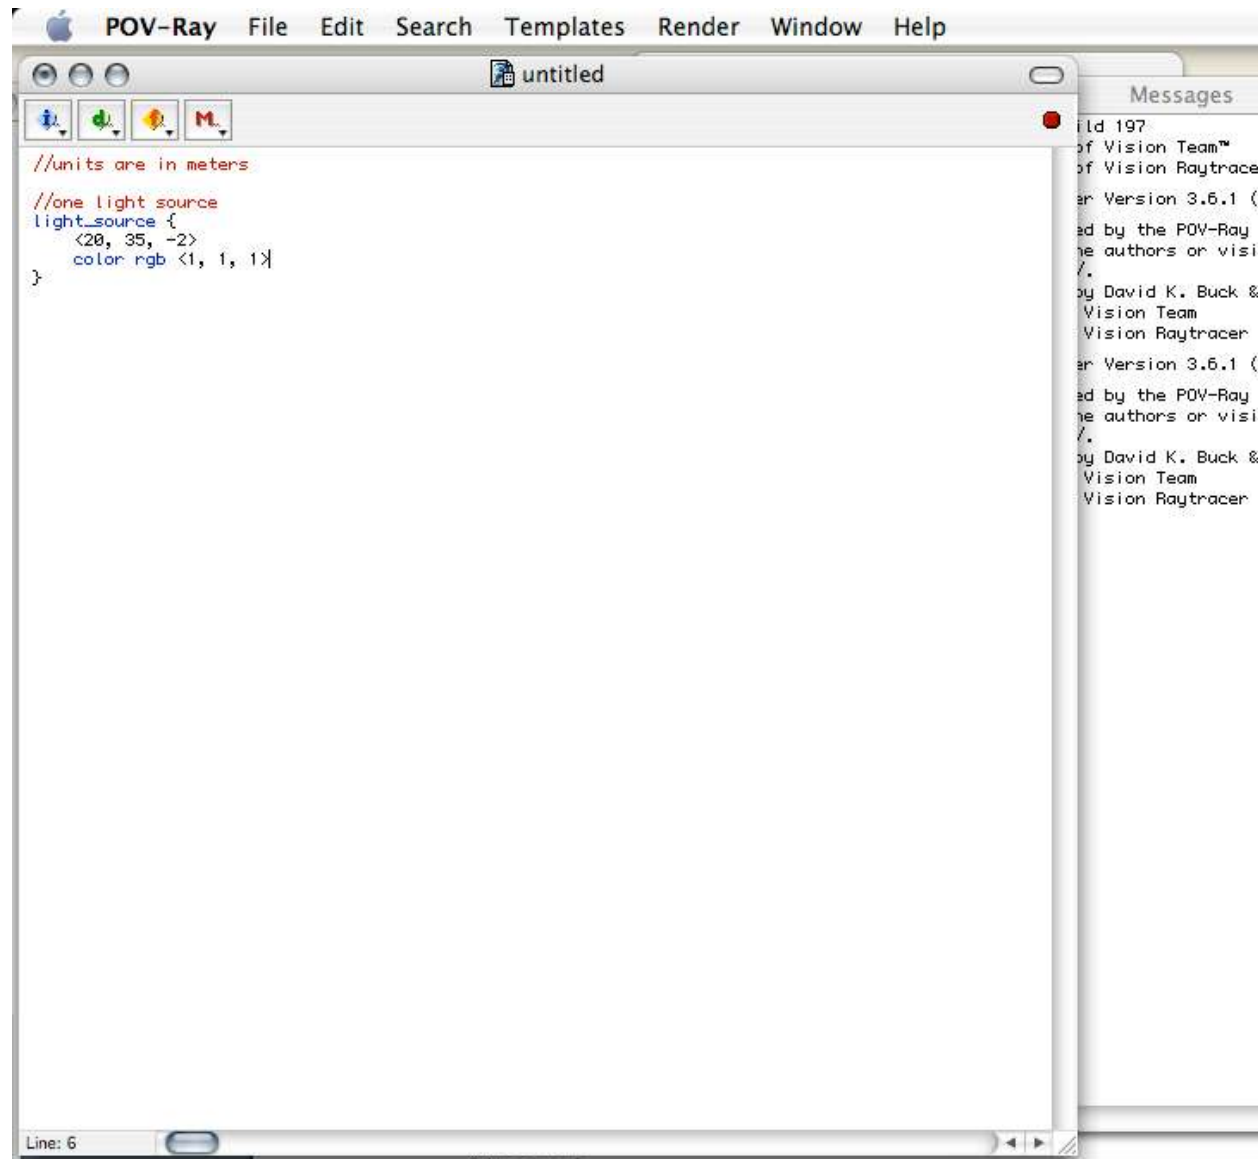 POV-Ray File Edit Search Templates Render Window Help
untitled
i d f M
//units are in meters
//one light source
light_source {
<20, 35, -2>
color rgb <1, 1, 1>
}
Line: 6
Messages
ild 197
of Vision Team™
of Vision Raytrace
er Version 3.6.1 (
ed by the POV-Ray
he authors or visi
/.
by David K. Buck &
Vision Team
Vision Raytracer
er Version 3.6.1 (
ed by the POV-Ray
he authors or visi
/.
by David K. Buck &
Vision Team
Vision Raytracer